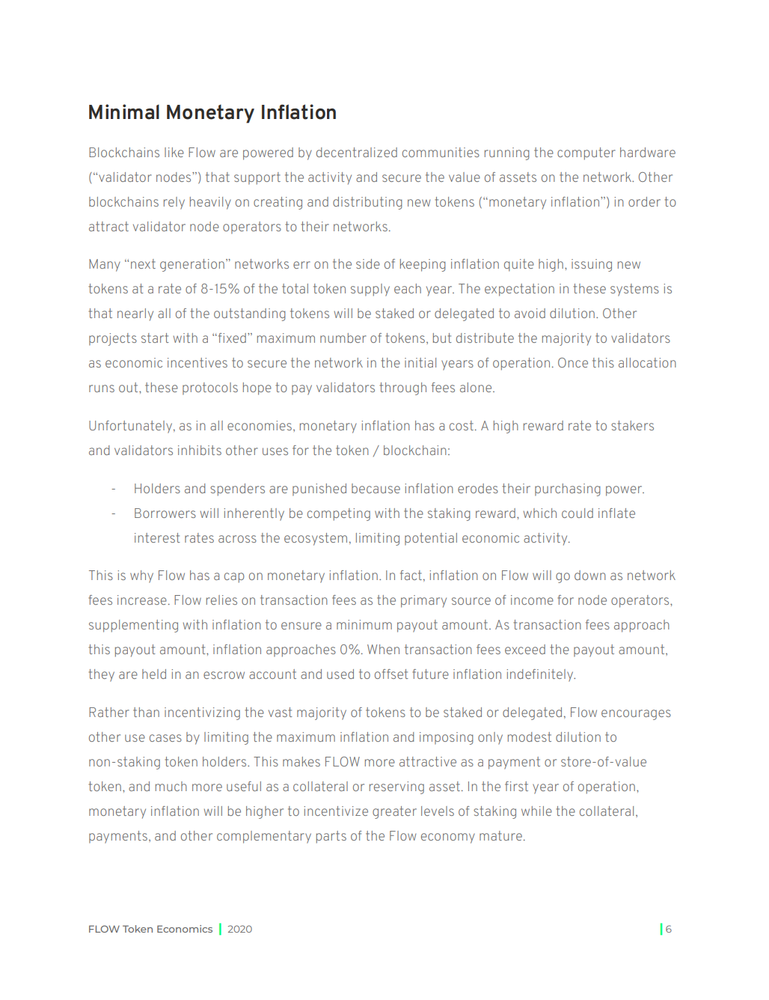 Minimal Monetary Inflation
Blockchains like Flow are powered by decentralized communities running the computer hardware
(“validator nodes”) that support the activity and secure the value of assets on the network. Other
blockchains rely heavily on creating and distributing new tokens (“monetary inflation”) in order to
attract validator node operators to their networks.
Many “next generation” networks err on the side of keeping inflation quite high, issuing new
tokens at a rate of 8-15% of the total token supply each year. The expectation in these systems is
that nearly all of the outstanding tokens will be staked or delegated to avoid dilution. Other
projects start with a “fixed” maximum number of tokens, but distribute the majority to validators
as economic incentives to secure the network in the initial years of operation. Once this allocation
runs out, these protocols hope to pay validators through fees alone.
Unfortunately, as in all economies, monetary inflation has a cost. A high reward rate to stakers
and validators inhibits other uses for the token / blockchain:
- Holders and spenders are punished because inflation erodes their purchasing power.
- Borrowers will inherently be competing with the staking reward, which could inflate
interest rates across the ecosystem, limiting potential economic activity.
This is why Flow has a cap on monetary inflation. In fact, inflation on Flow will go down as network
fees increase. Flow relies on transaction fees as the primary source of income for node operators,
supplementing with inflation to ensure a minimum payout amount. As transaction fees approach
this payout amount, inflation approaches 0%. When transaction fees exceed the payout amount,
they are held in an escrow account and used to offset future inflation indefinitely.
Rather than incentivizing the vast majority of tokens to be staked or delegated, Flow encourages
other use cases by limiting the maximum inflation and imposing only modest dilution to
non-staking token holders. This makes FLOW more attractive as a payment or store-of-value
token, and much more useful as a collateral or reserving asset. In the first year of operation,
monetary inflation will be higher to incentivize greater levels of staking while the collateral,
payments, and other complementary parts of the Flow economy mature.
FLOW Token Economics | 2020
| 6